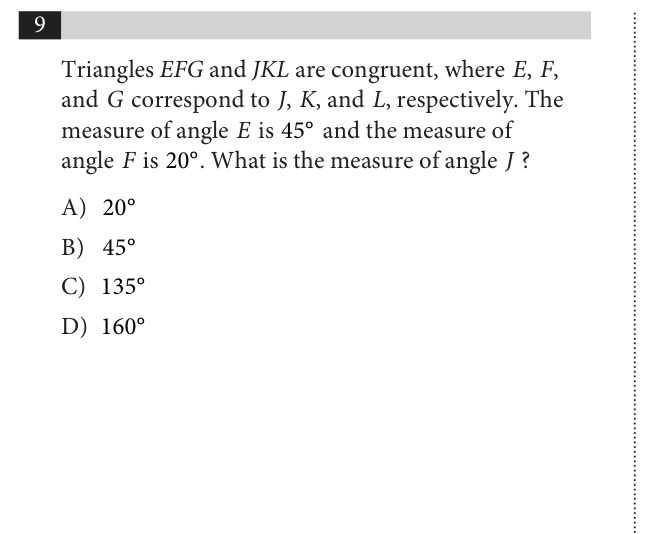 9
Triangles EFG and JKL are congruent, where E, F,
and G correspond to J, K, and L, respectively. The
measure of angle E is 45° and the measure of
angle F is 20°. What is the measure of angle J ?
A) 20°
B) 45°
C) 135°
D) 160°